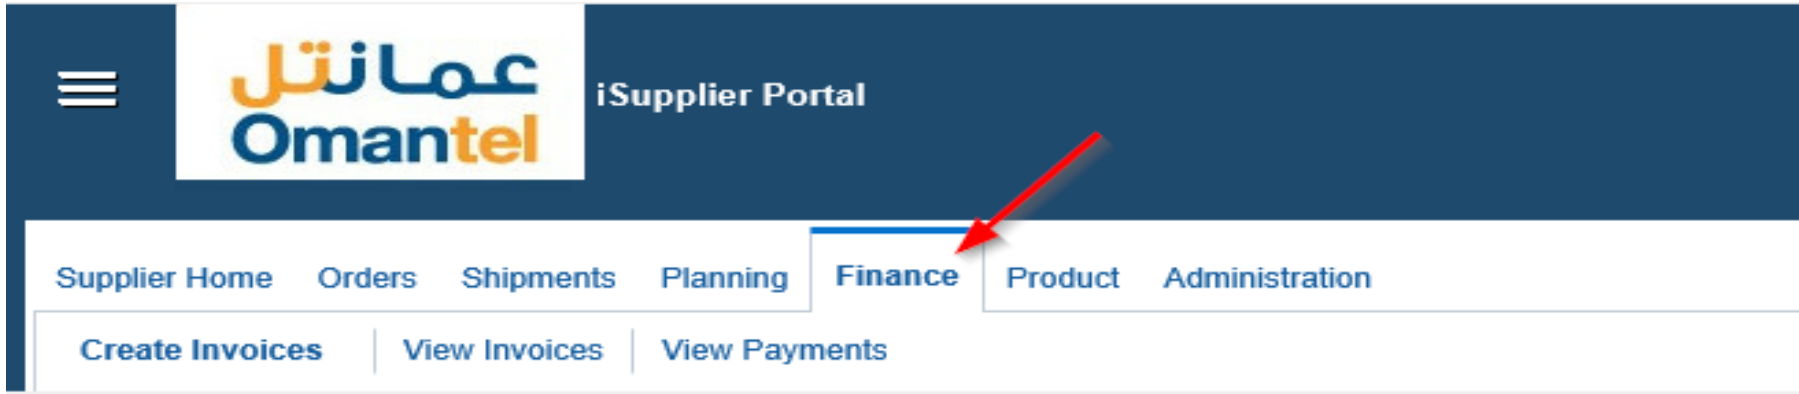 عمانتل
Omantel
iSupplier Portal
Supplier Home Orders Shipments Planning Finance Product Administration
Create Invoices View Invoices View Payments